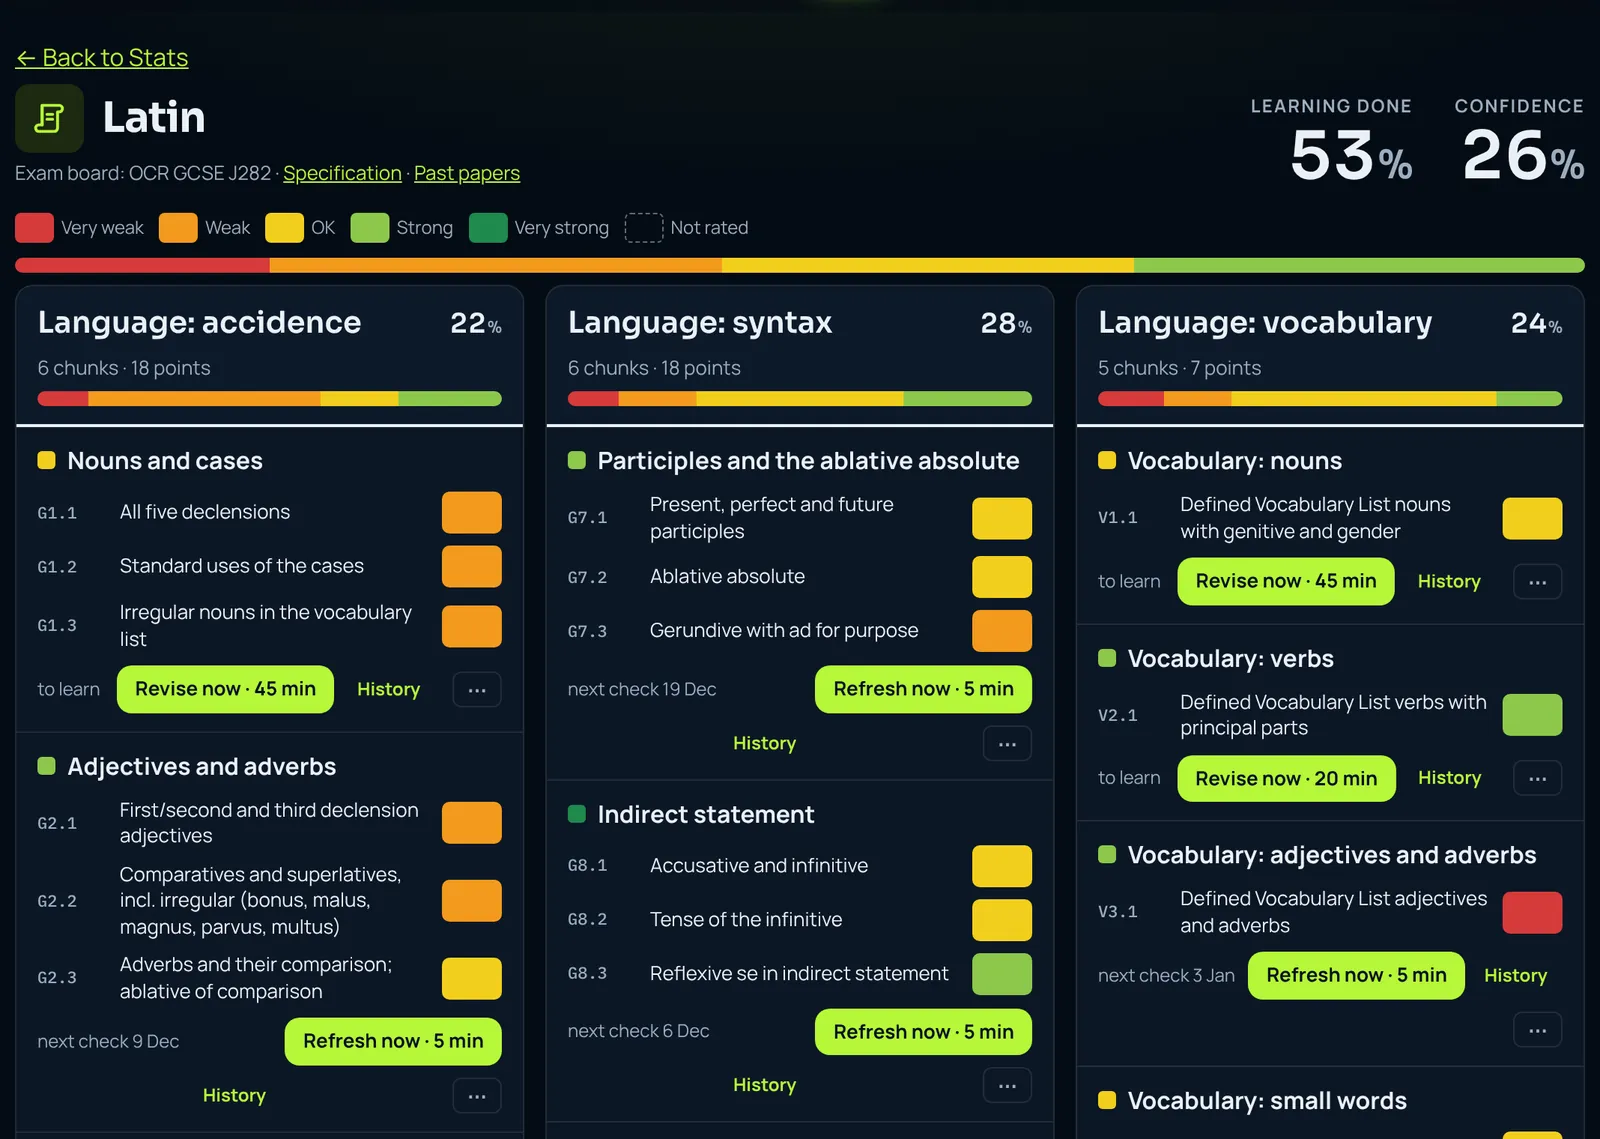 ← Back to Stats
Latin
Exam board: OCR GCSE J282 · Specification · Past papers
LEARNING DONE
53%
CONFIDENCE
26%
Very weak
Weak
OK
Strong
Very strong
Not rated
Language: accidence
22%
6 chunks · 18 points
Nouns and cases
G1.1
All five declensions
G1.2
Standard uses of the cases
G1.3
Irregular nouns in the vocabulary
list
to learn
Revise now · 45 min
History
...
Adjectives and adverbs
G2.1
First/second and third declension
adjectives
G2.2
Comparatives and superlatives,
incl. irregular (bonus, malus,
magnus, parvus, multus)
G2.3
Adverbs and their comparison;
ablative of comparison
next check 9 Dec
Refresh now · 5 min
History
...
Language: syntax
28%
6 chunks · 18 points
Participles and the ablative absolute
G7.1
Present, perfect and future
participles
G7.2
Ablative absolute
G7.3
Gerundive with ad for purpose
next check 19 Dec
Refresh now · 5 min
History
...
Indirect statement
G8.1
Accusative and infinitive
G8.2
Tense of the infinitive
G8.3
Reflexive se in indirect statement
next check 6 Dec
Refresh now · 5 min
History
...
Language: vocabulary
24%
5 chunks · 7 points
Vocabulary: nouns
V1.1
Defined Vocabulary List nouns
with genitive and gender
to learn
Revise now · 45 min
History
...
Vocabulary: verbs
V2.1
Defined Vocabulary List verbs with
principal parts
to learn
Revise now · 20 min
History
...
Vocabulary: adjectives and adverbs
V3.1
Defined Vocabulary List adjectives
and adverbs
next check 3 Jan
Refresh now · 5 min
History
...
Vocabulary: small words